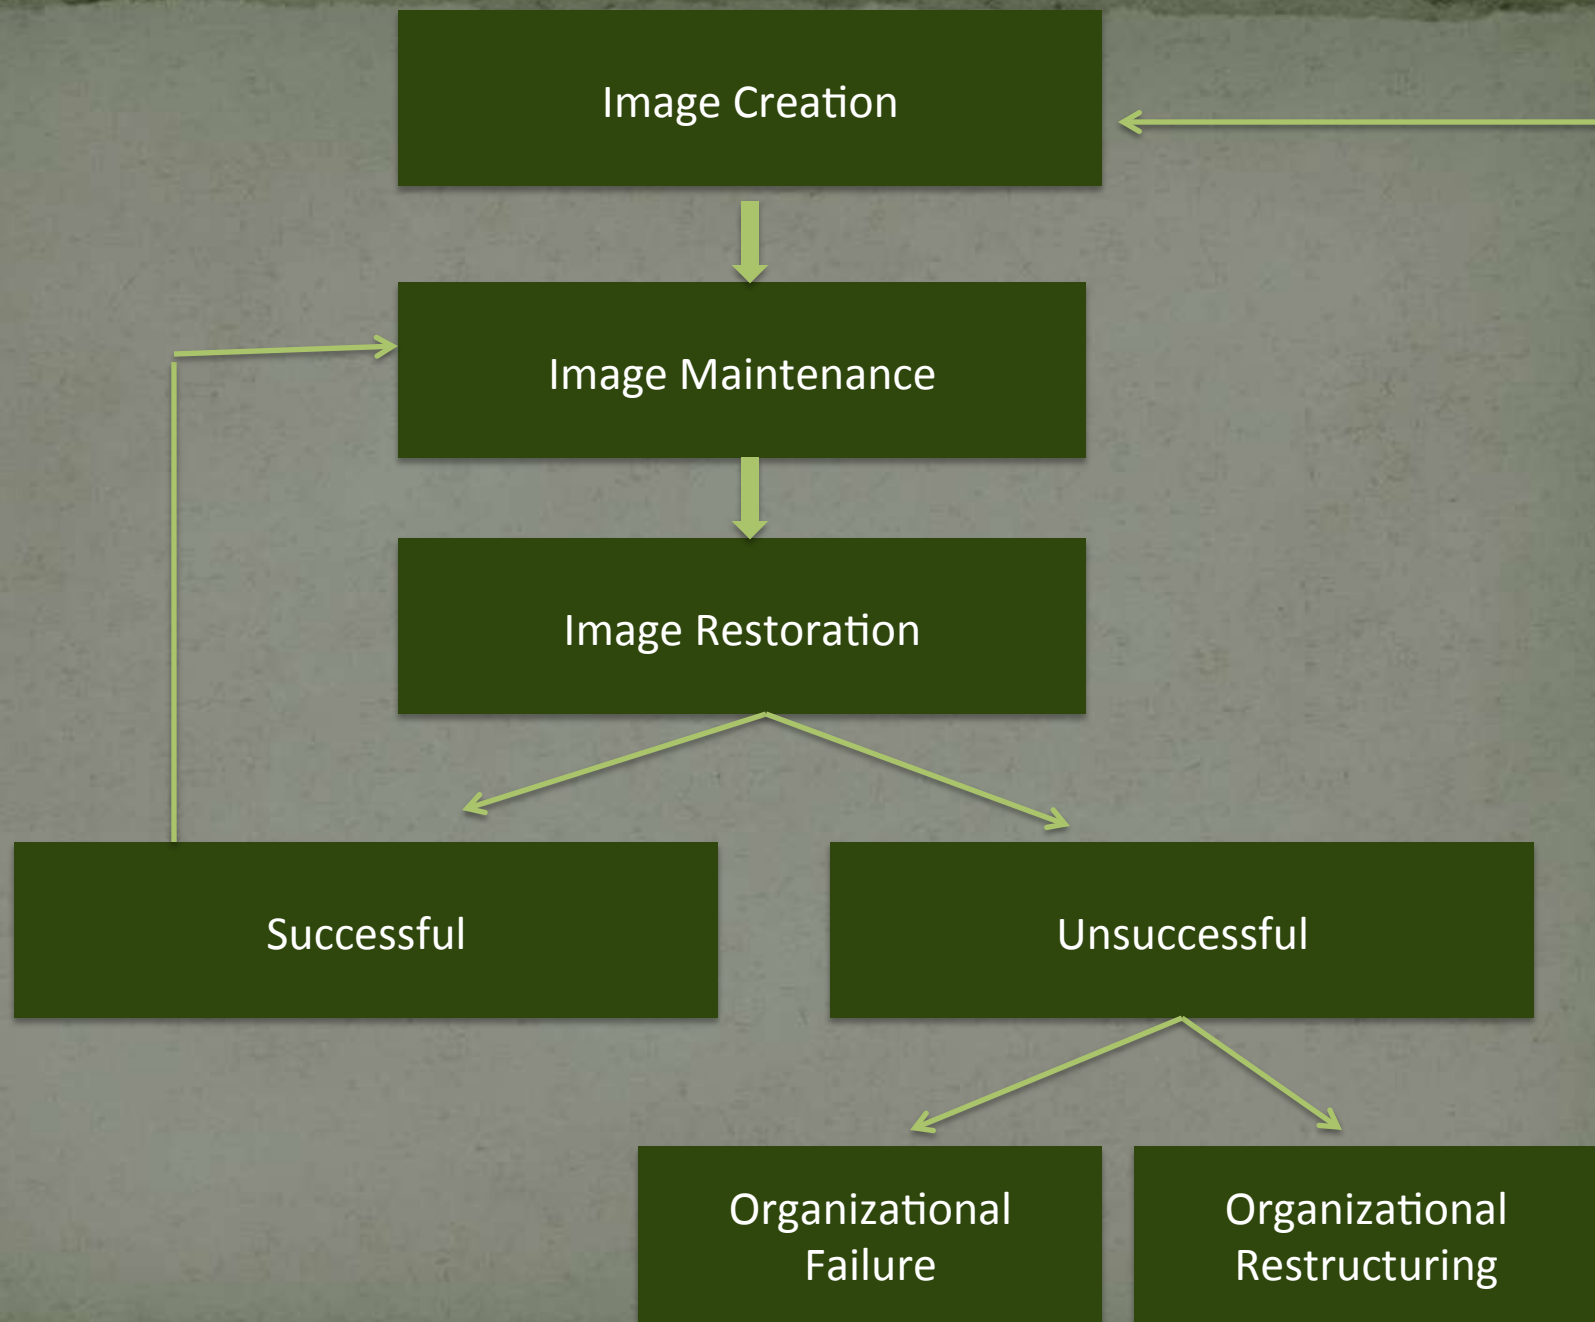 Image Creation
Image Maintenance
Image Restoration
Successful
Unsuccessful
Organizational
Failure
Organizational
Restructuring